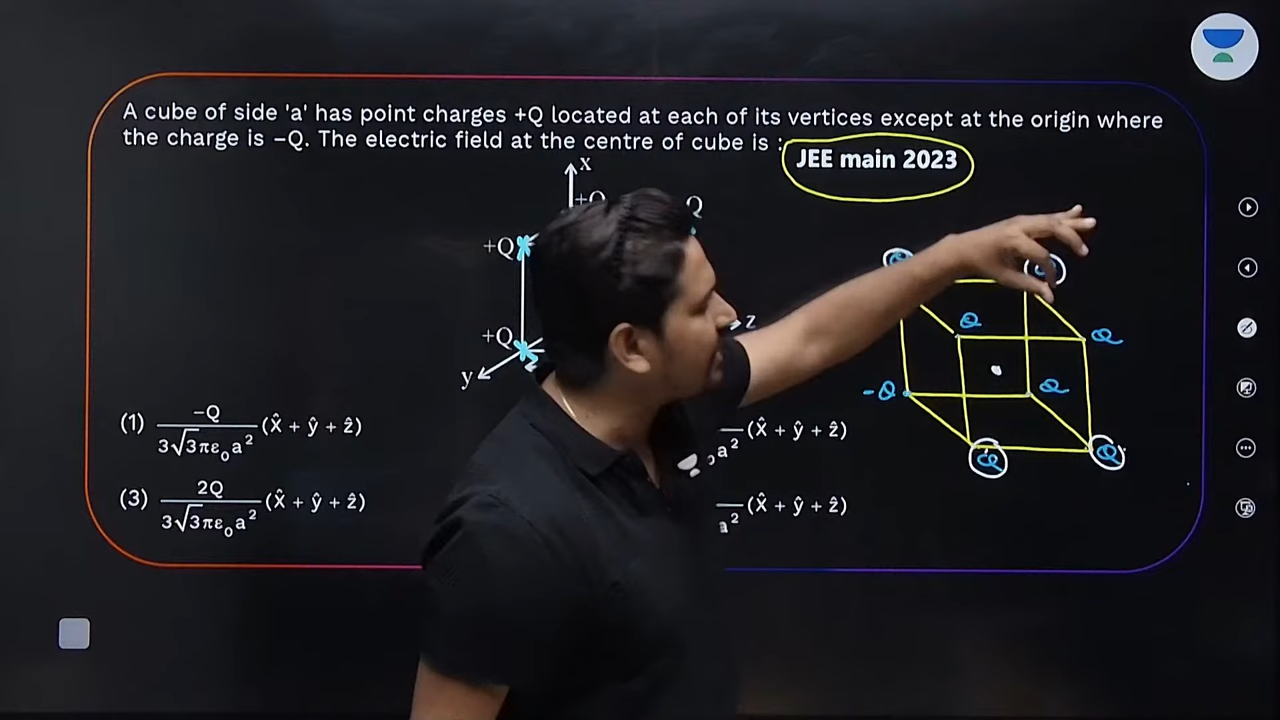 A cube of side 'a' has point charges +Q located at each of its vertices except at the origin where
the charge is −Q. The electric field at the centre of cube is :
JEE main 2023
x
+Q
Q
+Q
+Q
z
y
Q
Q
-Q
Q
Q
Q
(1) −Q / 3√3πε₀a² (x̂ + ŷ + ẑ)
a² (x̂ + ŷ + ẑ)
(3) 2Q / 3√3πε₀a² (x̂ + ŷ + ẑ)
a² (x̂ + ŷ + ẑ)